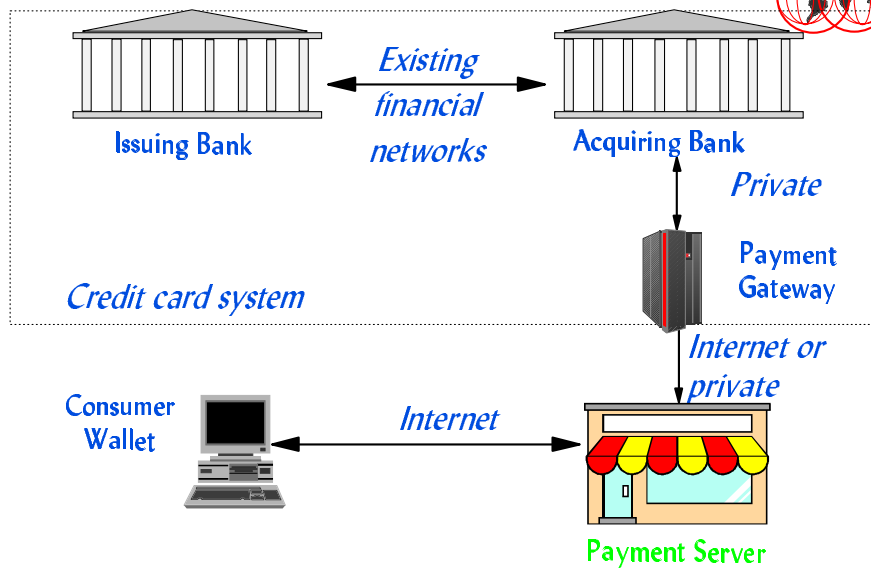 Existing
financial
networks
Issuing Bank
Acquiring Bank
Private
Payment
Gateway
Credit card system
Internet or
private
Consumer
Wallet
Internet
Payment Server